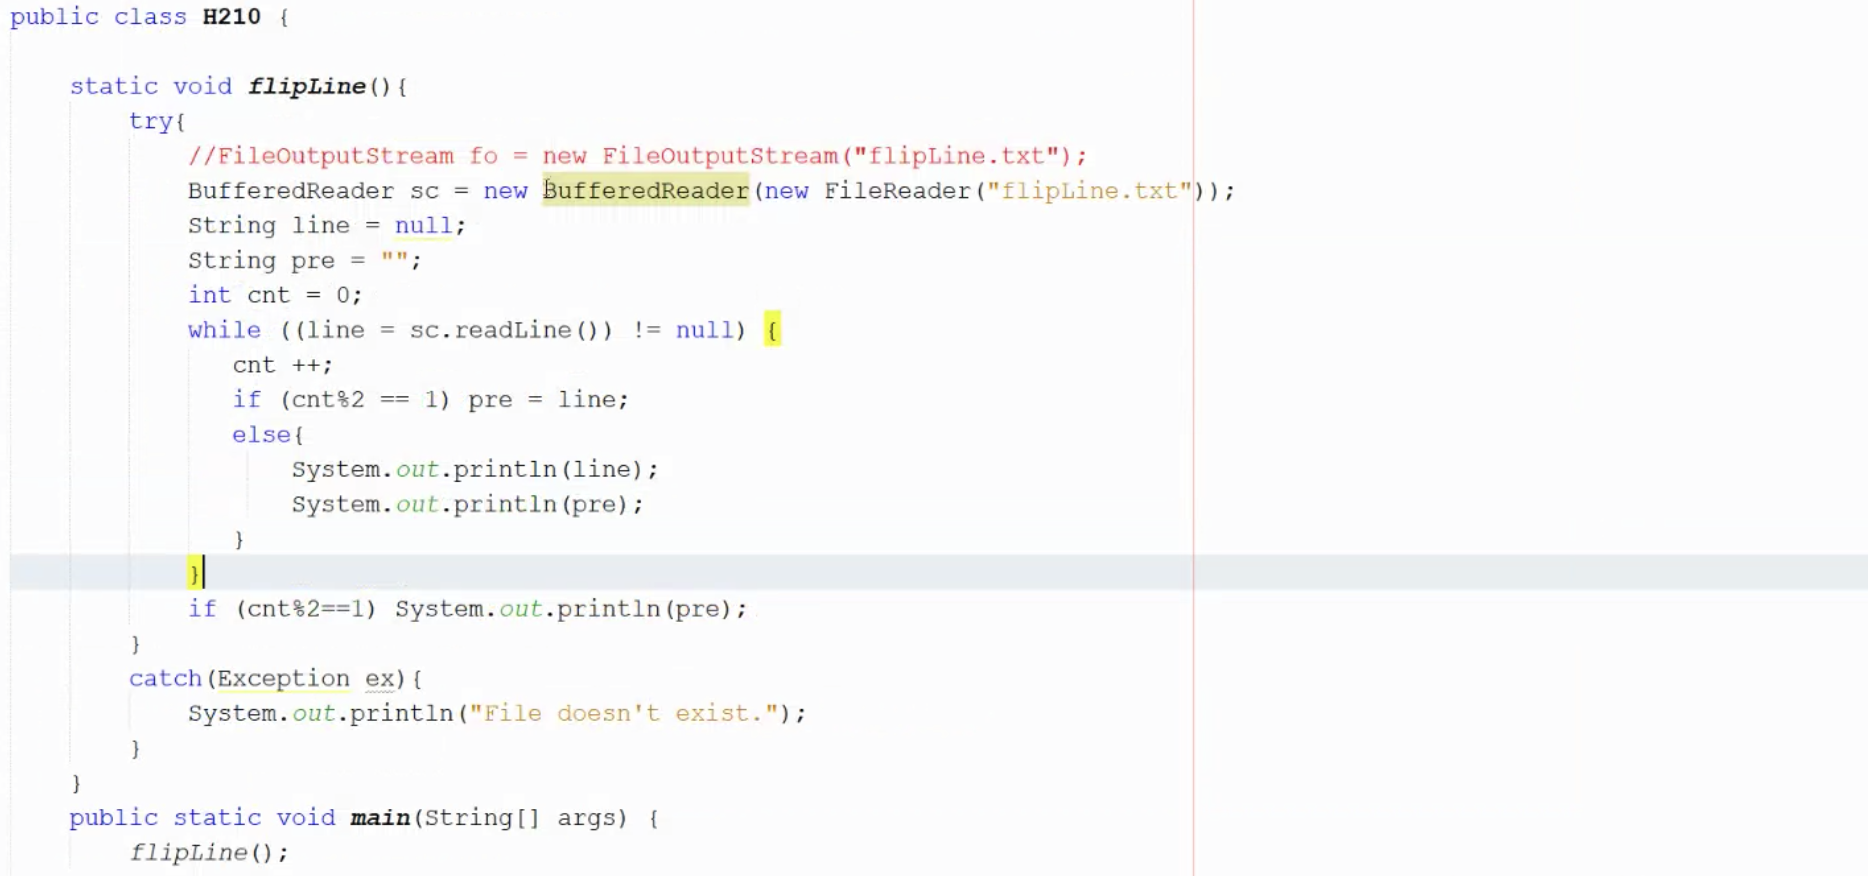 public class H210 {
static void flipLine(){
try{
//FileOutputStream fo = new FileOutputStream("flipLine.txt");
BufferedReader sc = new BufferedReader(new FileReader("flipLine.txt"));
String line = null;
String pre = "";
int cnt = 0;
while ((line = sc.readLine()) != null) {
cnt ++;
if (cnt%2 == 1) pre = line;
else{
System.out.println(line);
System.out.println(pre);
}
}
if (cnt%2==1) System.out.println(pre);
}
catch(Exception ex){
System.out.println("File doesn't exist.");
}
}
public static void main(String[] args) {
flipLine();